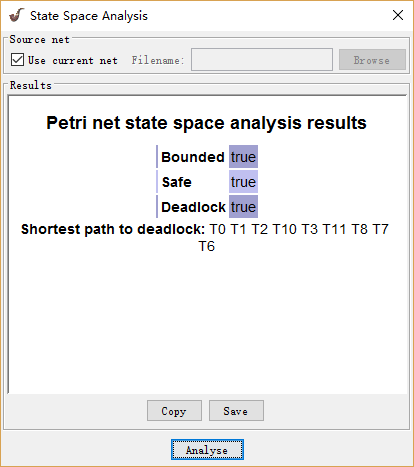 State Space Analysis
Source net
Use current net Filename: Browse
Results
Petri net state space analysis results
Bounded true
Safe true
Deadlock true
Shortest path to deadlock: T0 T1 T2 T10 T3 T11 T8 T7
T6
Copy Save
Analyse